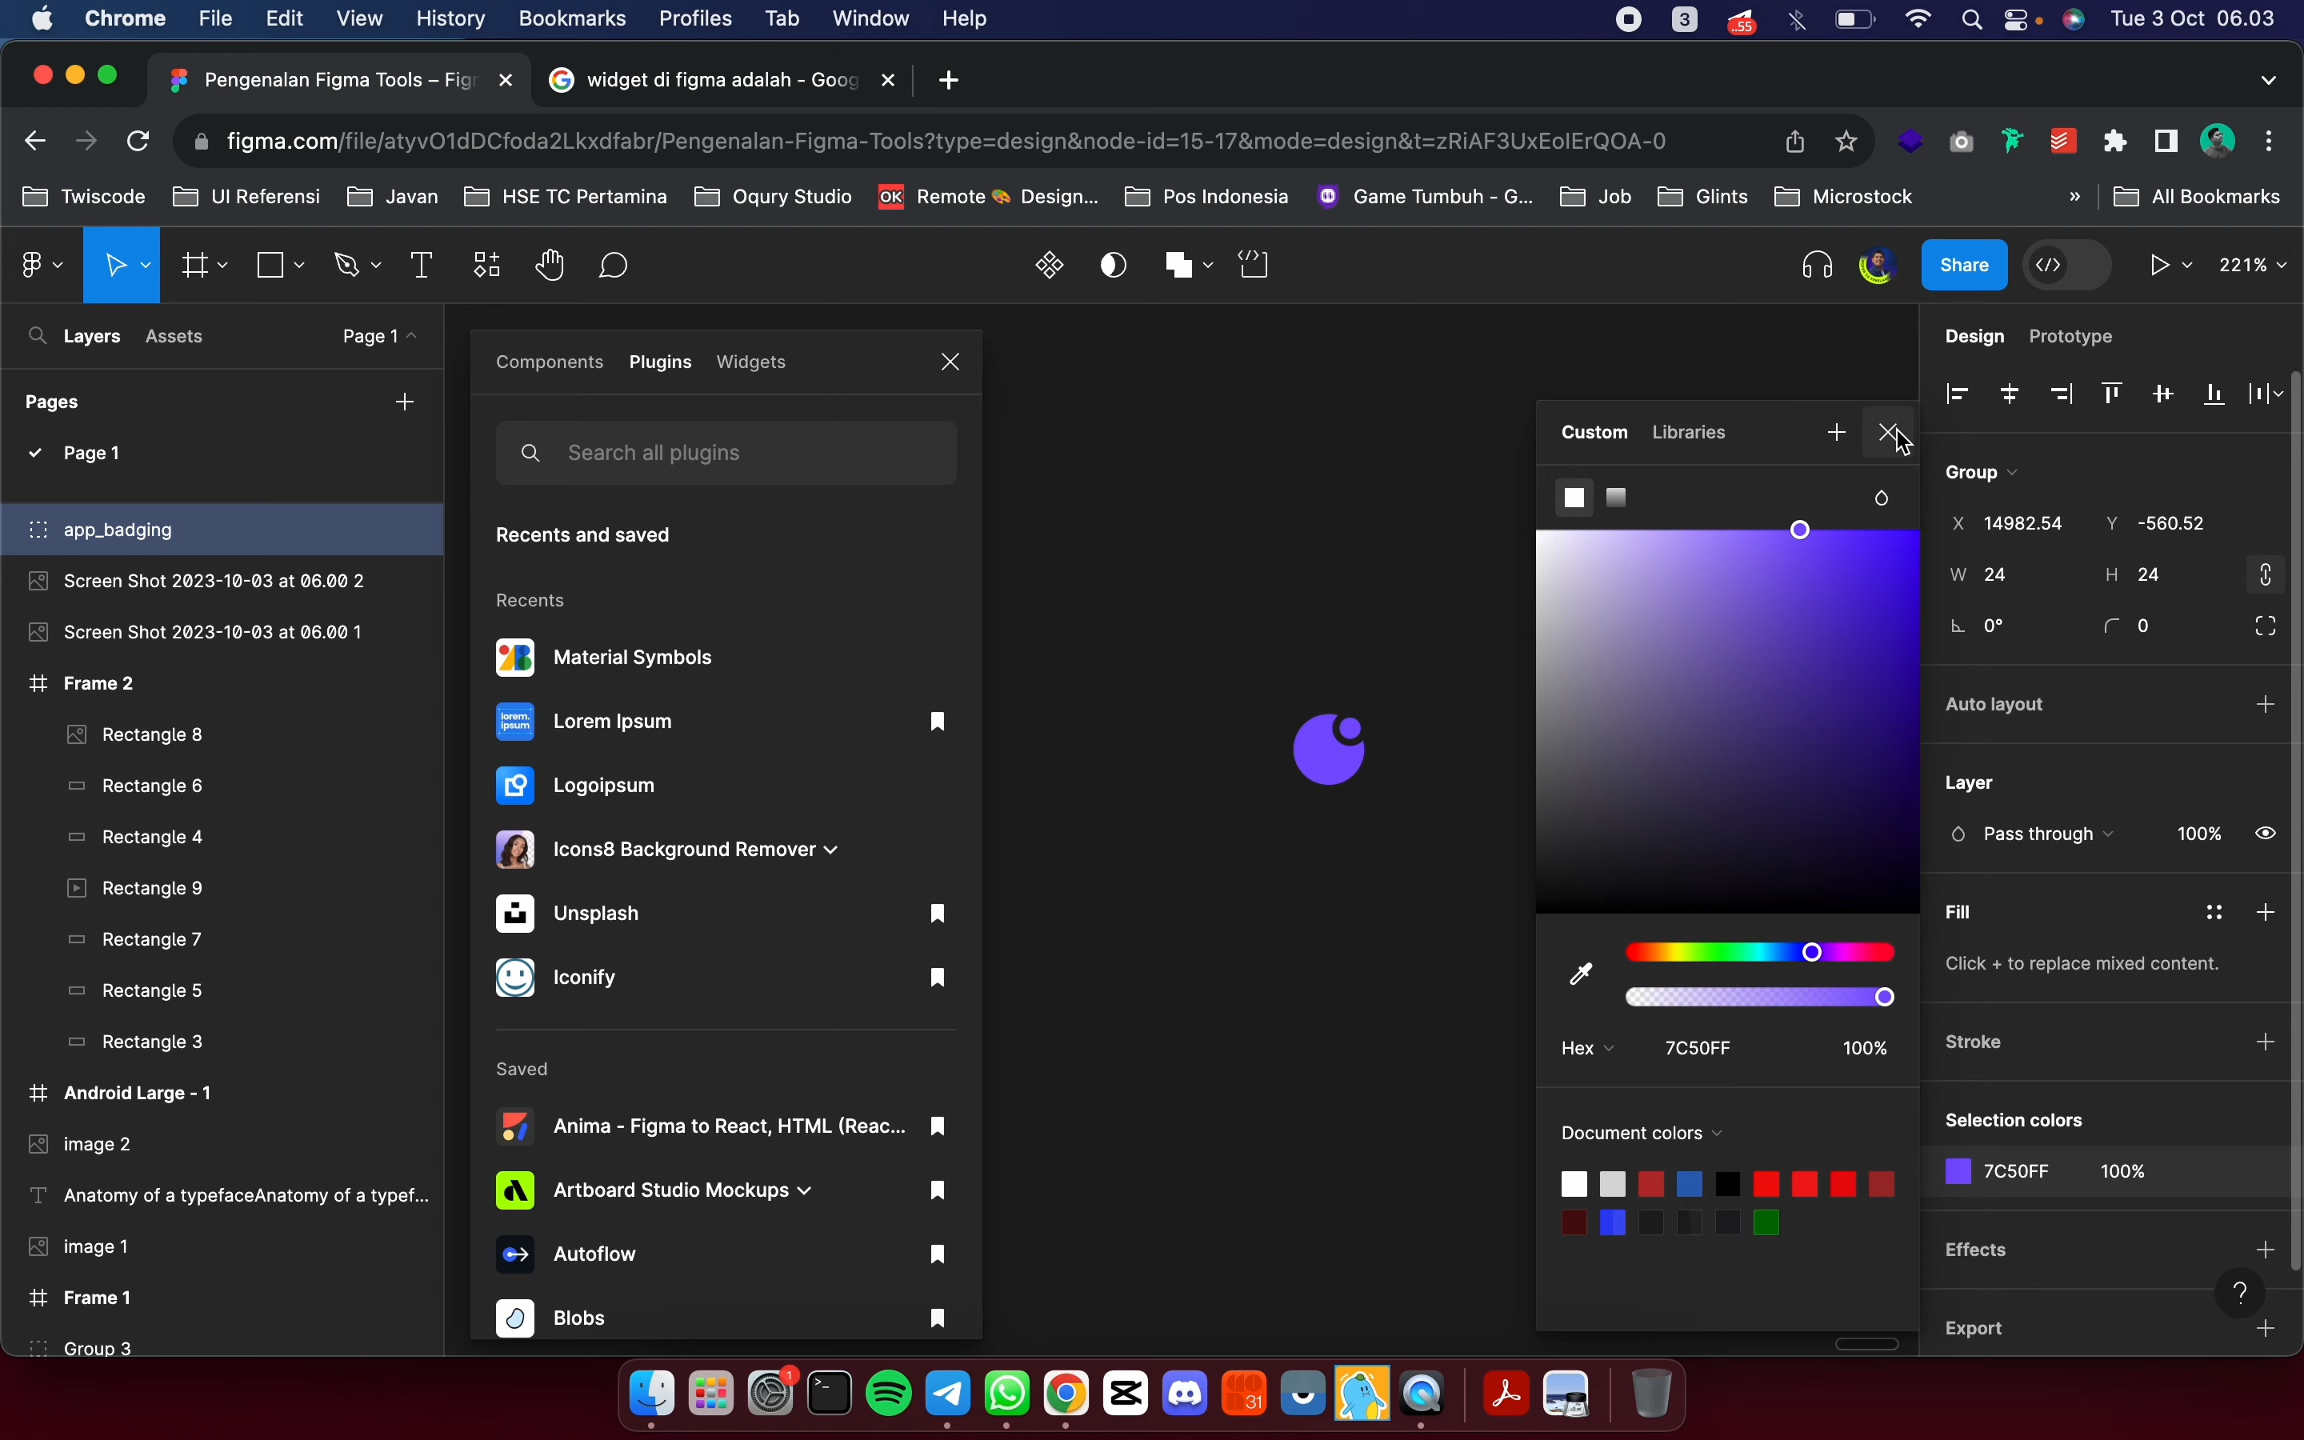 Chrome File Edit View History Bookmarks Profiles Tab Window Help
3 ..55 Tue 3 Oct 06.03
Pengenalan Figma Tools – Fig
widget di figma adalah - Goog
figma.com/file/atyvO1dDCfoda2Lkxdfabr/Pengenalan-Figma-Tools?type=design&node-id=15-17&mode=design&t=zRiAF3UxEolErQOA-0
Twiscode UI Referensi Javan HSE TC Pertamina Oqury Studio OK Remote Design... Pos Indonesia Game Tumbuh - G... Job Glints Microstock » All Bookmarks
Share 221%
Layers Assets Page 1
Pages
Page 1
app_badging
Screen Shot 2023-10-03 at 06.00 2
Screen Shot 2023-10-03 at 06.00 1
Frame 2
Rectangle 8
Rectangle 6
Rectangle 4
Rectangle 9
Rectangle 7
Rectangle 5
Rectangle 3
Android Large - 1
image 2
Anatomy of a typefaceAnatomy of a typef...
image 1
Frame 1
Group 3
Components Plugins Widgets
Search all plugins
Recents and saved
Recents
Material Symbols
lorem. ipsum Lorem Ipsum
Logoipsum
Icons8 Background Remover
Unsplash
Iconify
Saved
Anima - Figma to React, HTML (Reac...
Artboard Studio Mockups
Autoflow
Blobs
Custom Libraries
Hex 7C50FF 100%
Document colors
Design Prototype
Group
X 14982.54 Y -560.52
W 24 H 24
0° 0
Auto layout
Layer
Pass through 100%
Fill
Click + to replace mixed content.
Stroke
Selection colors
7C50FF 100%
Effects
?
Export
1
31